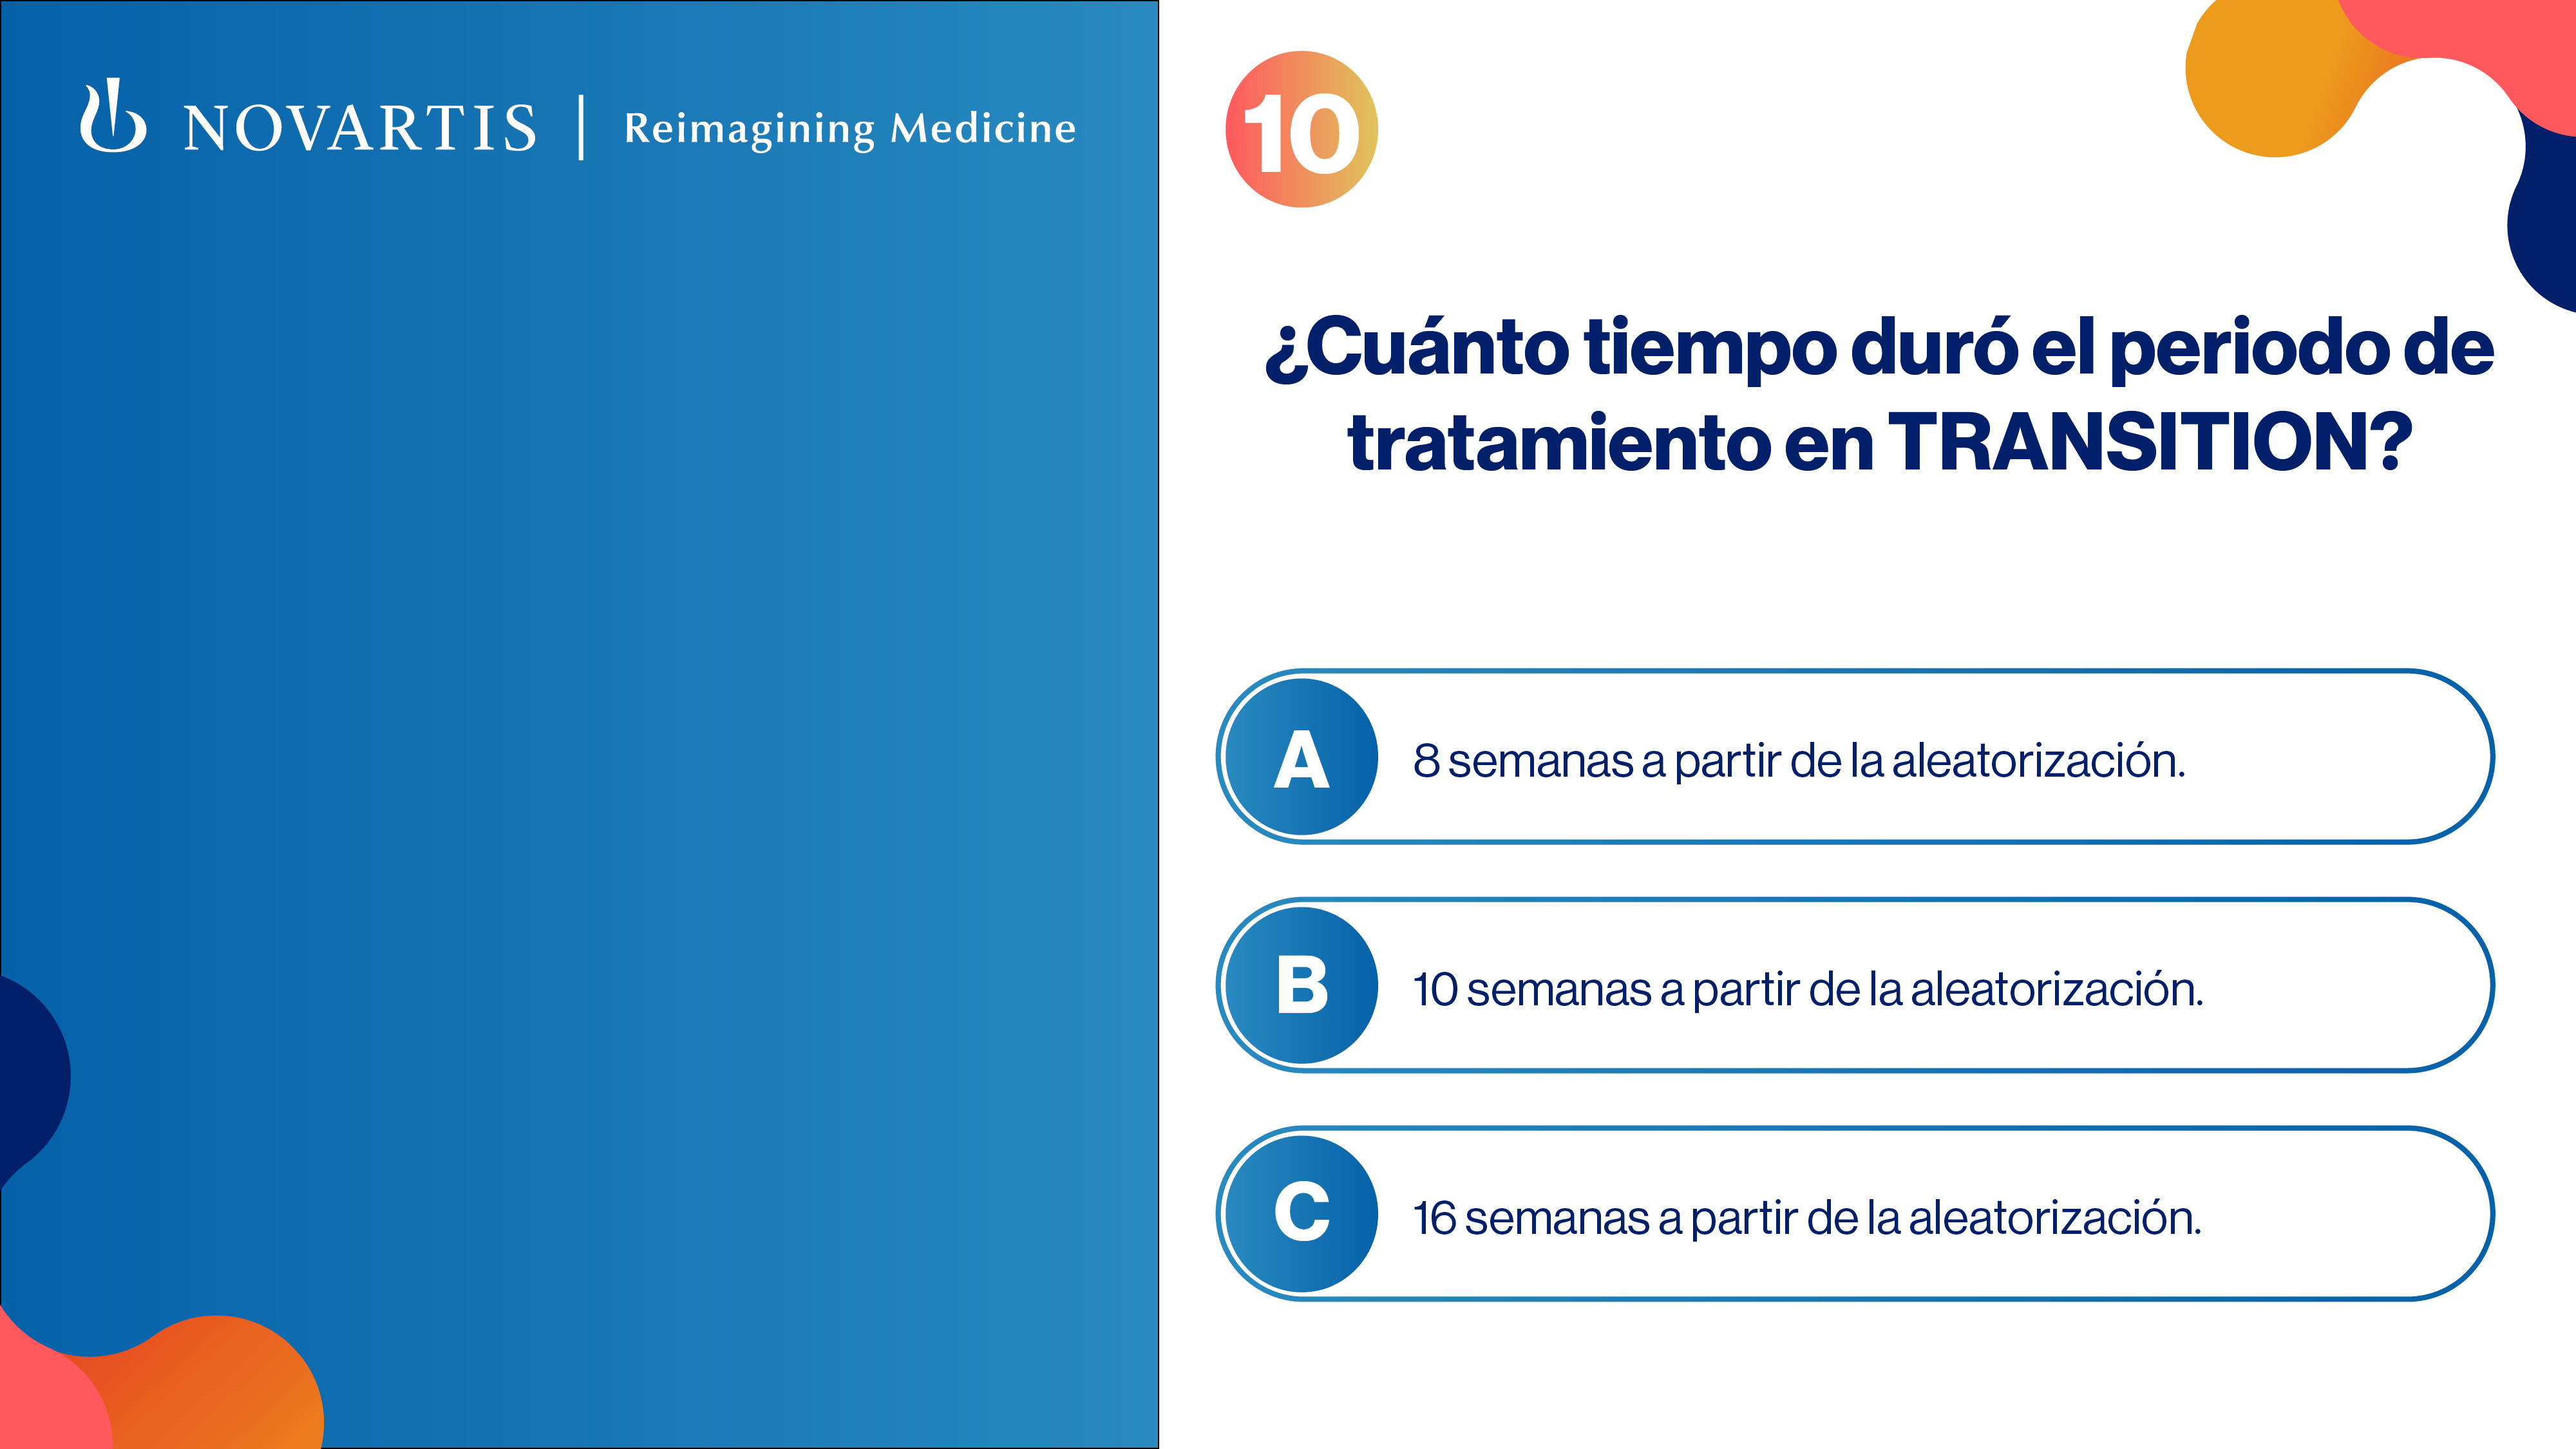 NOVARTIS | Reimagining Medicine
10
¿Cuánto tiempo duró el periodo de
tratamiento en TRANSITION?
A 8 semanas a partir de la aleatorización.
B 10 semanas a partir de la aleatorización.
C 16 semanas a partir de la aleatorización.